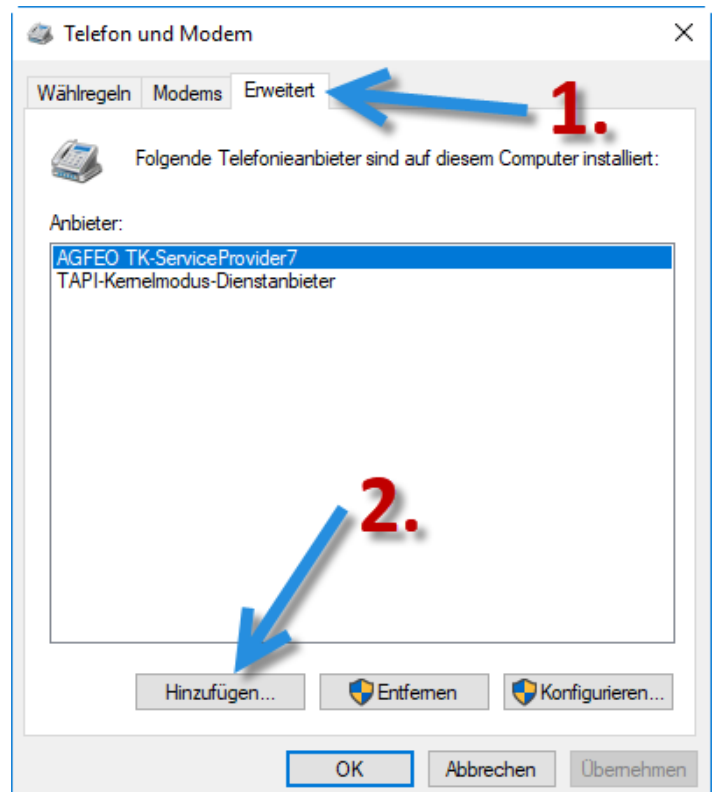 Telefon und Modem
Wählregeln Modems Erweitert
1.
Folgende Telefonieanbieter sind auf diesem Computer installiert:
Anbieter:
AGFEO TK-ServiceProvider7
TAPI-Kernelmodus-Dienstanbieter
2.
Hinzufügen... Entfernen Konfigurieren...
OK Abbrechen Übernehmen